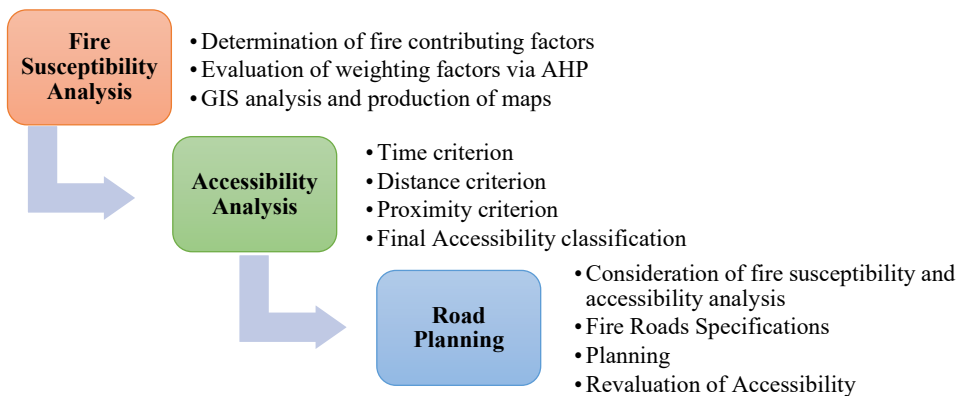 Fire
Susceptibility
Analysis
• Determination of fire contributing factors
• Evaluation of weighting factors via AHP
• GIS analysis and production of maps
Accessibility
Analysis
• Time criterion
• Distance criterion
• Proximity criterion
• Final Accessibility classification
Road
Planning
• Consideration of fire susceptibility and
accessibility analysis
• Fire Roads Specifications
• Planning
• Revaluation of Accessibility